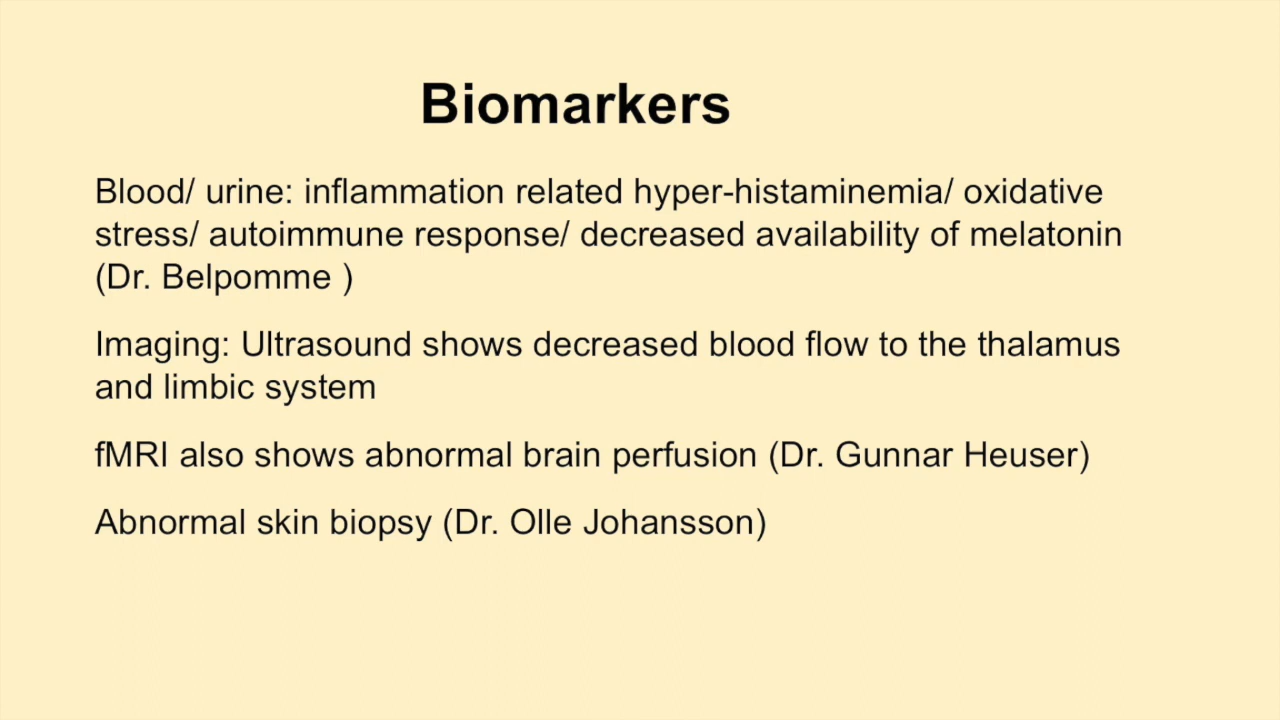 Biomarkers
Blood/ urine: inflammation related hyper-histaminemia/ oxidative
stress/ autoimmune response/ decreased availability of melatonin
(Dr. Belpomme )
Imaging: Ultrasound shows decreased blood flow to the thalamus
and limbic system
fMRI also shows abnormal brain perfusion (Dr. Gunnar Heuser)
Abnormal skin biopsy (Dr. Olle Johansson)